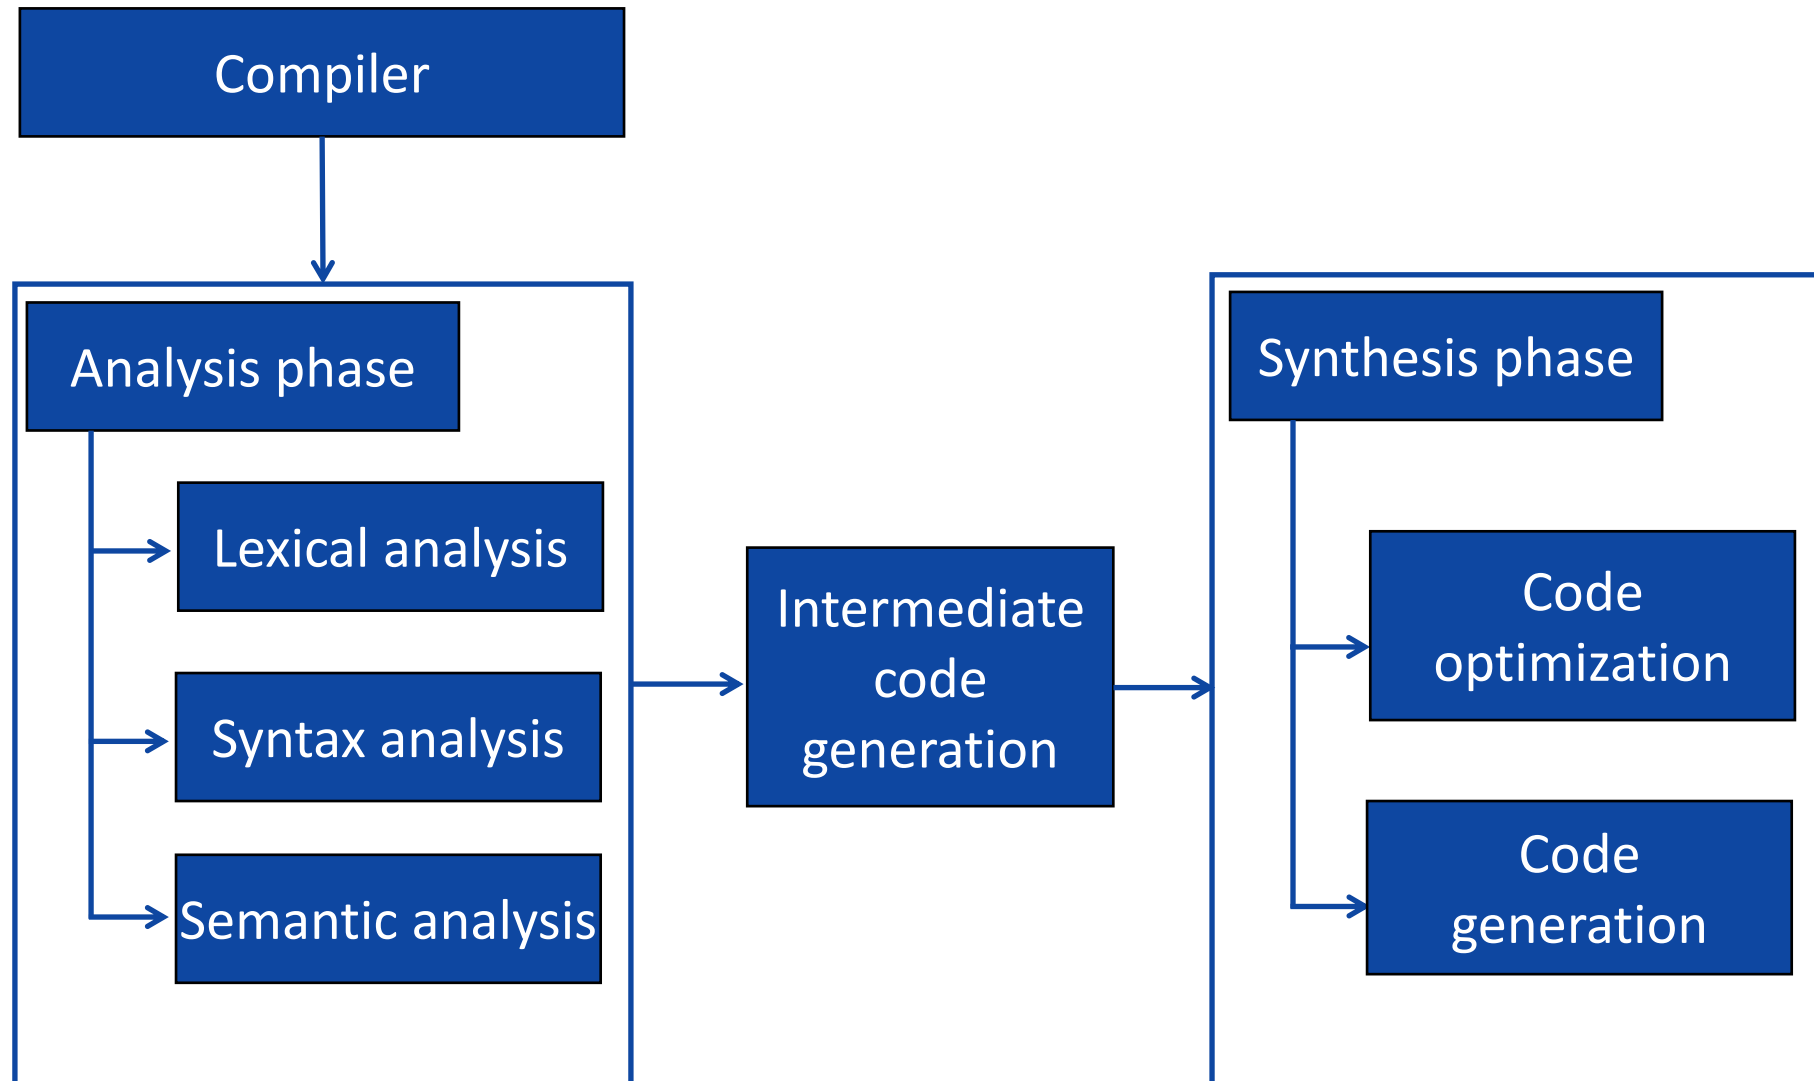 Compiler
Analysis phase
Lexical analysis
Syntax analysis
Semantic analysis
Intermediate
code
generation
Synthesis phase
Code
optimization
Code
generation